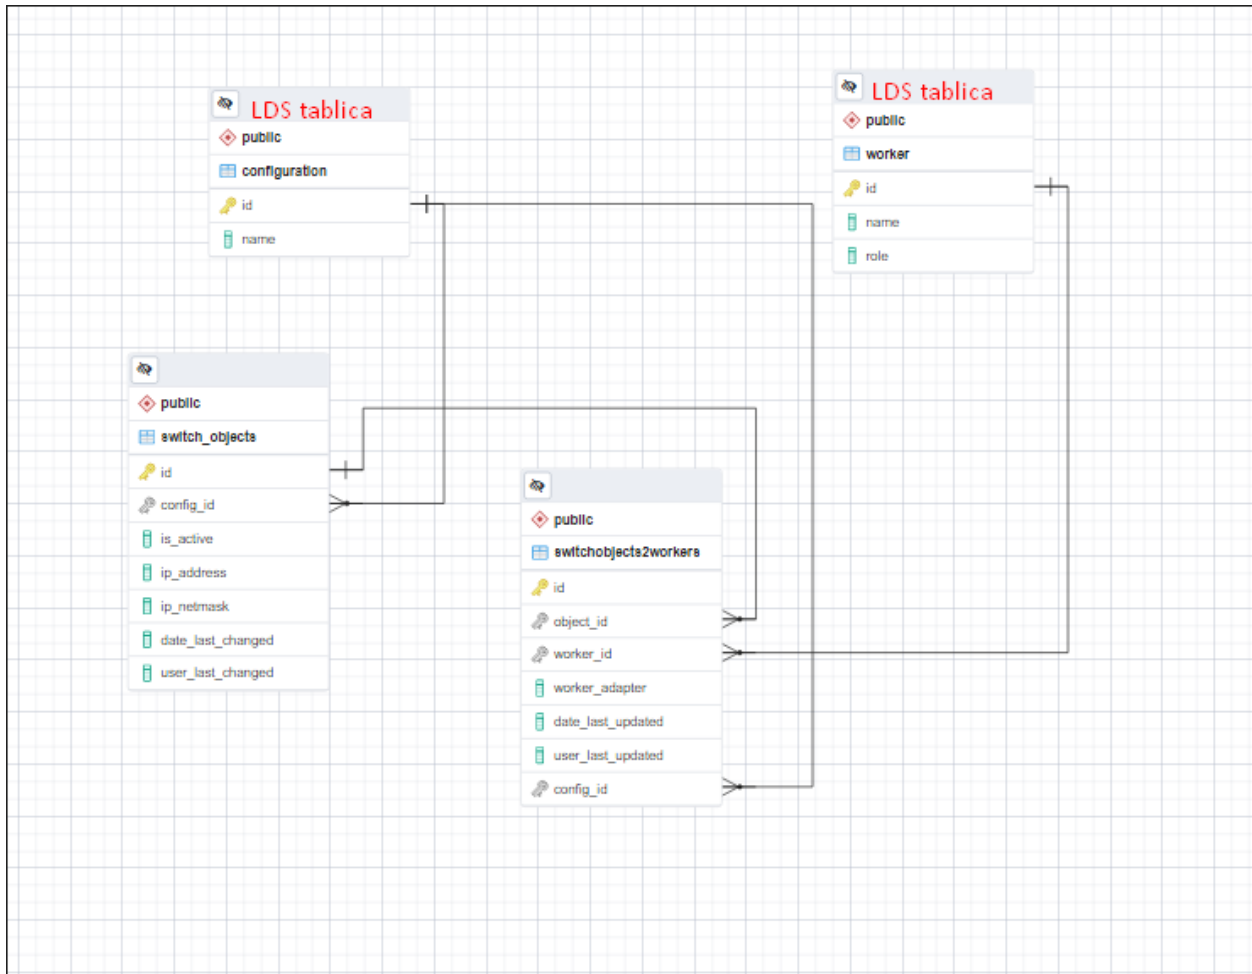 LDS tablica
public
configuration
id
name
LDS tablica
public
worker
id
name
role
public
switch_objects
id
config_id
is_active
ip_address
ip_netmask
date_last_changed
user_last_changed
public
switchobjects2workers
id
object_id
worker_id
worker_adapter
date_last_updated
user_last_updated
config_id